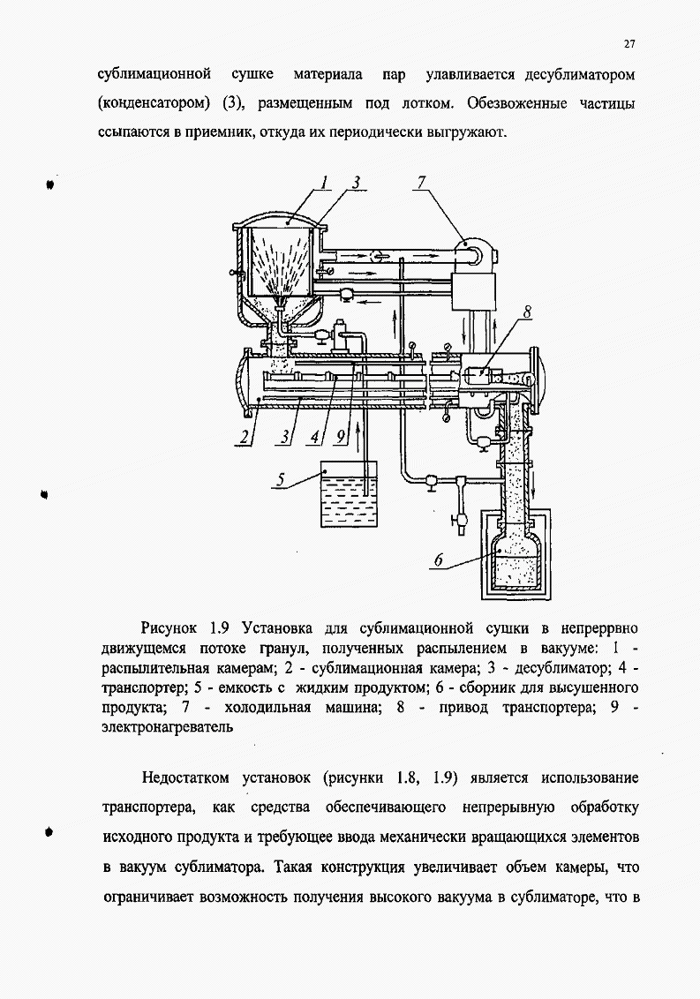 27
сублимационной сушке материала пар улавливается десублиматором
(конденсатором) (3), размещенным под лотком. Обезвоженные частицы
ссыпаются в приемник, откуда их периодически выгружают.
1 3 7
8
2 3 4 9
5
6
Рисунок 1.9 Установка для сублимационной сушки в непреррвно
движущемся потоке гранул, полученных распылением в вакууме: 1 -
распылительная камерам; 2 - сублимационная камера; 3 - десублиматор; 4 -
транспортер; 5 - емкость с жидким продуктом; 6 - сборник для высушенного
продукта; 7 - холодильная машина; 8 - привод транспортера; 9 -
электронагреватель
Недостатком установок (рисунки 1.8, 1.9) является использование
транспортера, как средства обеспечивающего непрерывную обработку
исходного продукта и требующее ввода механически вращающихся элементов
в вакуум сублиматора. Такая конструкция увеличивает объем камеры, что
ограничивает возможность получения высокого вакуума в сублиматоре, что в